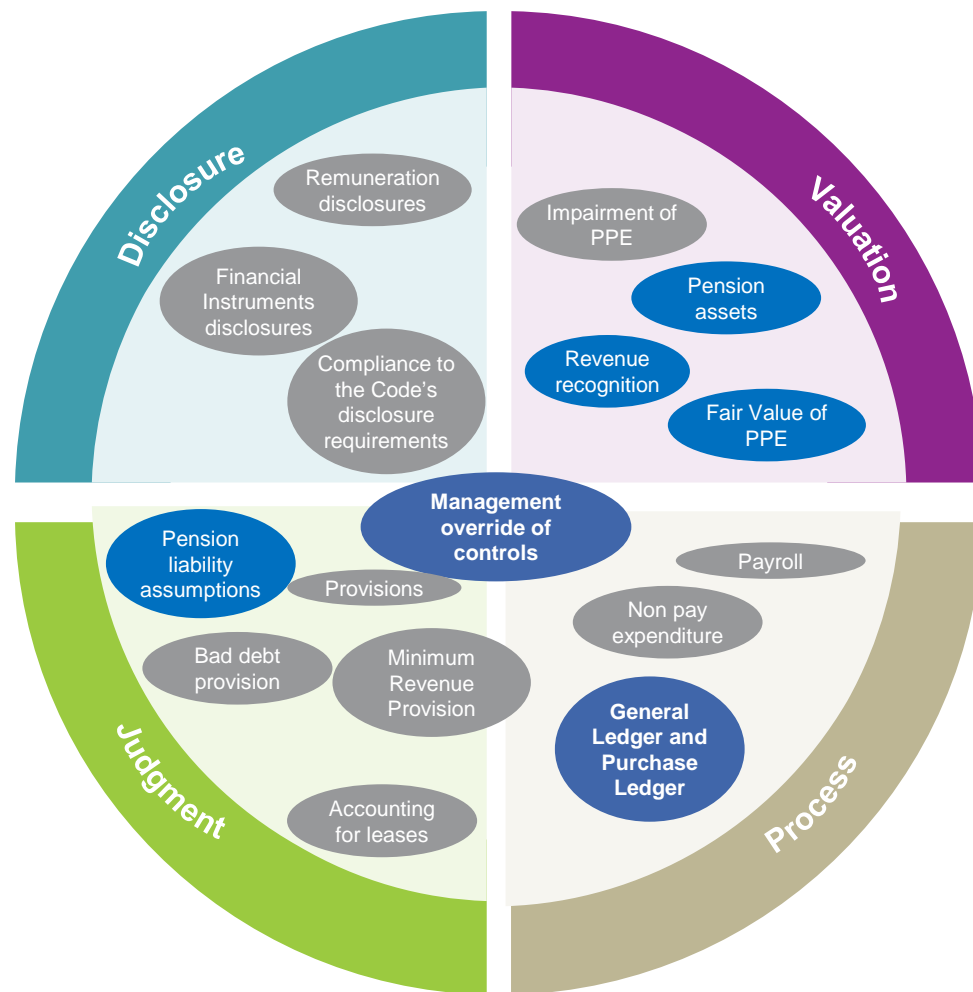 Disclosure
Remuneration
disclosures
Financial
Instruments
disclosures
Compliance to
the Code's
disclosure
requirements
Valuation
Impairment of
PPE
Pension
assets
Revenue
recognition
Fair Value of
PPE
Management
override of
controls
Judgment
Pension
liability
assumptions
Provisions
Bad debt
provision
Minimum
Revenue
Provision
Accounting
for leases
Process
Payroll
Non pay
expenditure
General
Ledger and
Purchase
Ledger